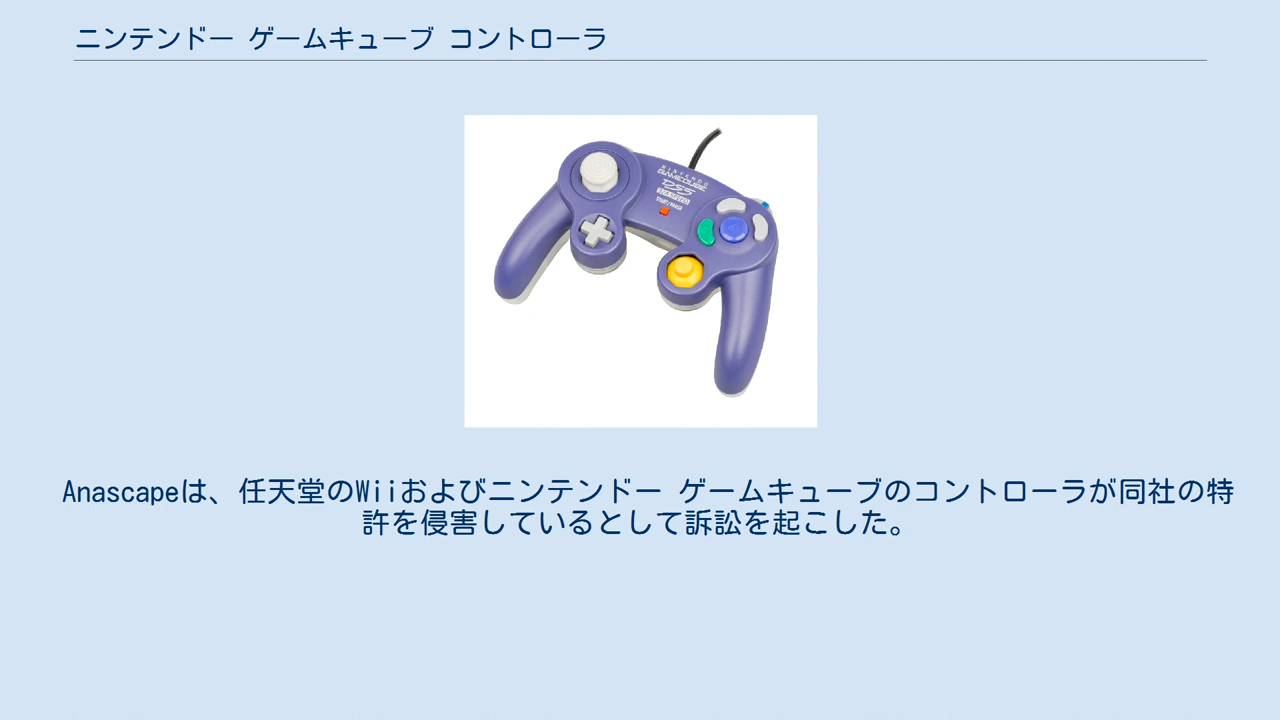 ニンテンドー ゲームキューブ コントローラ
NINTENDO
GAMECUBE
START/PAUSE
Anascapeは、任天堂のWiiおよびニンテンドー ゲームキューブのコントローラが同社の特
許を侵害しているとして訴訟を起こした。